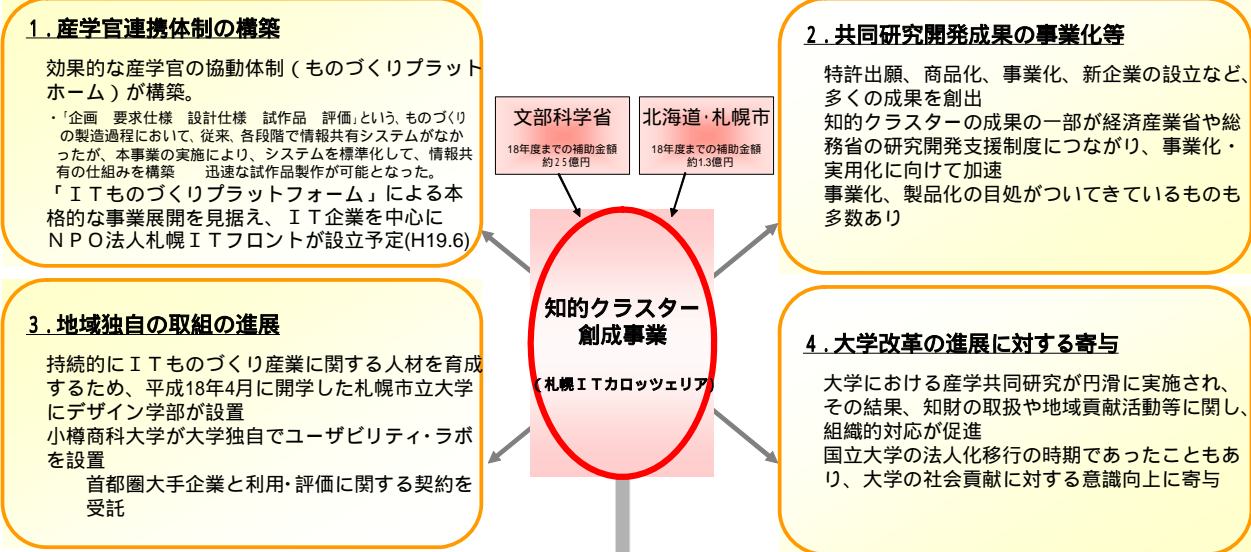 １．産学官連携体制の構築
効果的な産学官の協動体制（ものづくりプラット
ホーム）が構築。
・「企画　要求仕様　設計仕様　試作品　評価」という、ものづくり
の製造過程において、従来、各段階で情報共有システムがなか
ったが、本事業の実施により、システムを標準化して、情報共
有の仕組みを構築　　迅速な試作品製作が可能となった。
「ＩＴものづくりプラットフォーム」による本
格的な事業展開を見据え、ＩＴ企業を中心に
ＮＰＯ法人札幌ＩＴフロントが設立予定(H19.6)
文部科学省
18年度までの補助金額
約25億円
北海道・札幌市
18年度までの補助金額
約1.3億円
２．共同研究開発成果の事業化等
特許出願、商品化、事業化、新企業の設立など、
多くの成果を創出
知的クラスターの成果の一部が経済産業省や総
務省の研究開発支援制度につながり、事業化・
実用化に向けて加速
事業化、製品化の目処がついてきているものも
多数あり
知的クラスター
創成事業
（札幌ＩＴカロッツェリア）
３．地域独自の取組の進展
持続的にＩＴものづくり産業に関する人材を育成
するため、平成18年4月に開学した札幌市立大学
にデザイン学部が設置
小樽商科大学が大学独自でユーザビリティ・ラボ
を設置
首都圏大手企業と利用・評価に関する契約を
受託
４．大学改革の進展に対する寄与
大学における産学共同研究が円滑に実施され、
その結果、知財の取扱や地域貢献活動等に関し、
組織的対応が促進
国立大学の法人化移行の時期であったこともあ
り、大学の社会貢献に対する意識向上に寄与